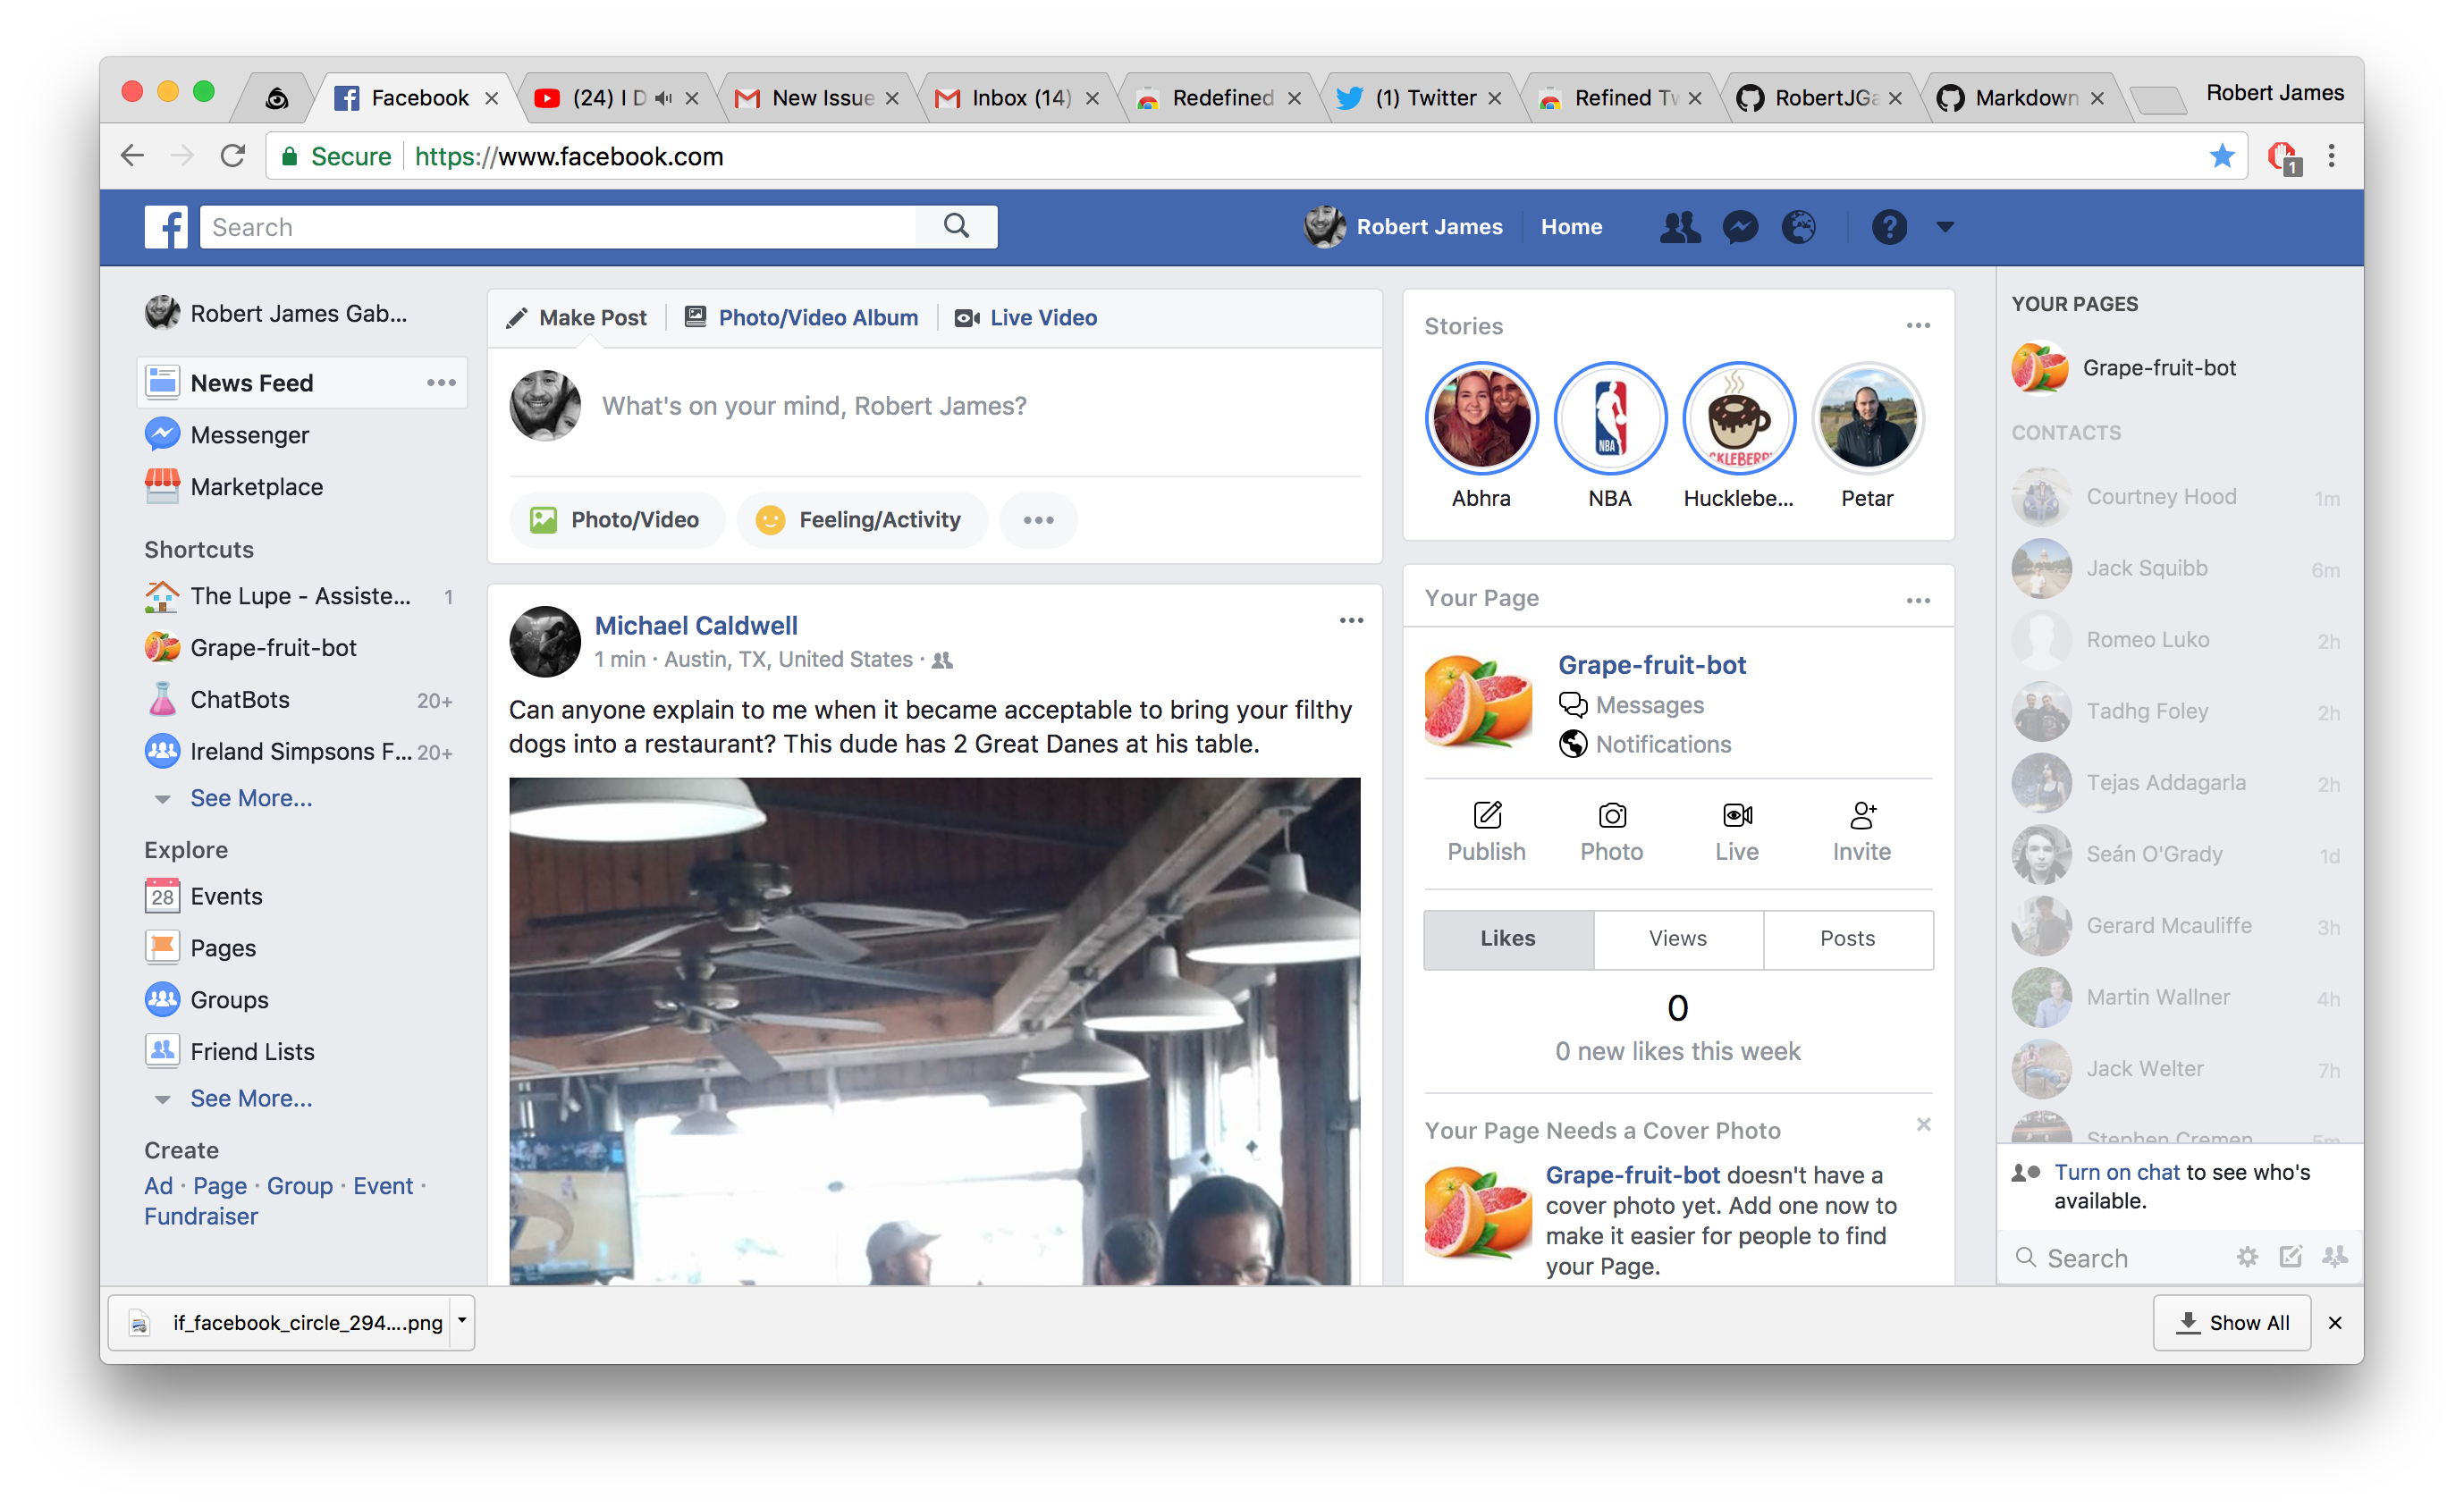 Facebook
(24) I D
New Issue
Inbox (14)
Redefined
(1) Twitter
Refined Tw
RobertJGa
Markdown
Robert James
Secure
https://www.facebook.com
1
Search
Robert James
Home
Robert James Gab...
News Feed
Messenger
Marketplace
Shortcuts
The Lupe - Assiste... 1
Grape-fruit-bot
ChatBots 20+
Ireland Simpsons F... 20+
See More...
Explore
28
Events
Pages
Groups
Friend Lists
See More...
Create
Ad · Page · Group · Event ·
Fundraiser
Make Post
Photo/Video Album
Live Video
What's on your mind, Robert James?
Photo/Video
Feeling/Activity
Michael Caldwell
1 min · Austin, TX, United States ·
Can anyone explain to me when it became acceptable to bring your filthy
dogs into a restaurant? This dude has 2 Great Danes at his table.
Stories
NBA
CKLEBERR
Abhra
NBA
Hucklebe...
Petar
Your Page
Grape-fruit-bot
Messages
Notifications
Publish
Photo
Live
Invite
Likes
Views
Posts
0
0 new likes this week
Your Page Needs a Cover Photo
Grape-fruit-bot doesn't have a
cover photo yet. Add one now to
make it easier for people to find
your Page.
YOUR PAGES
Grape-fruit-bot
CONTACTS
Courtney Hood 1m
Jack Squibb 6m
Romeo Luko 2h
Tadhg Foley 2h
Tejas Addagarla 2h
Seán O'Grady 1d
Gerard Mcauliffe 3h
Martin Wallner 4h
Jack Welter 7h
Stephen Cremen 5m
Turn on chat to see who's
available.
Search
if_facebook_circle_294....png
Show All